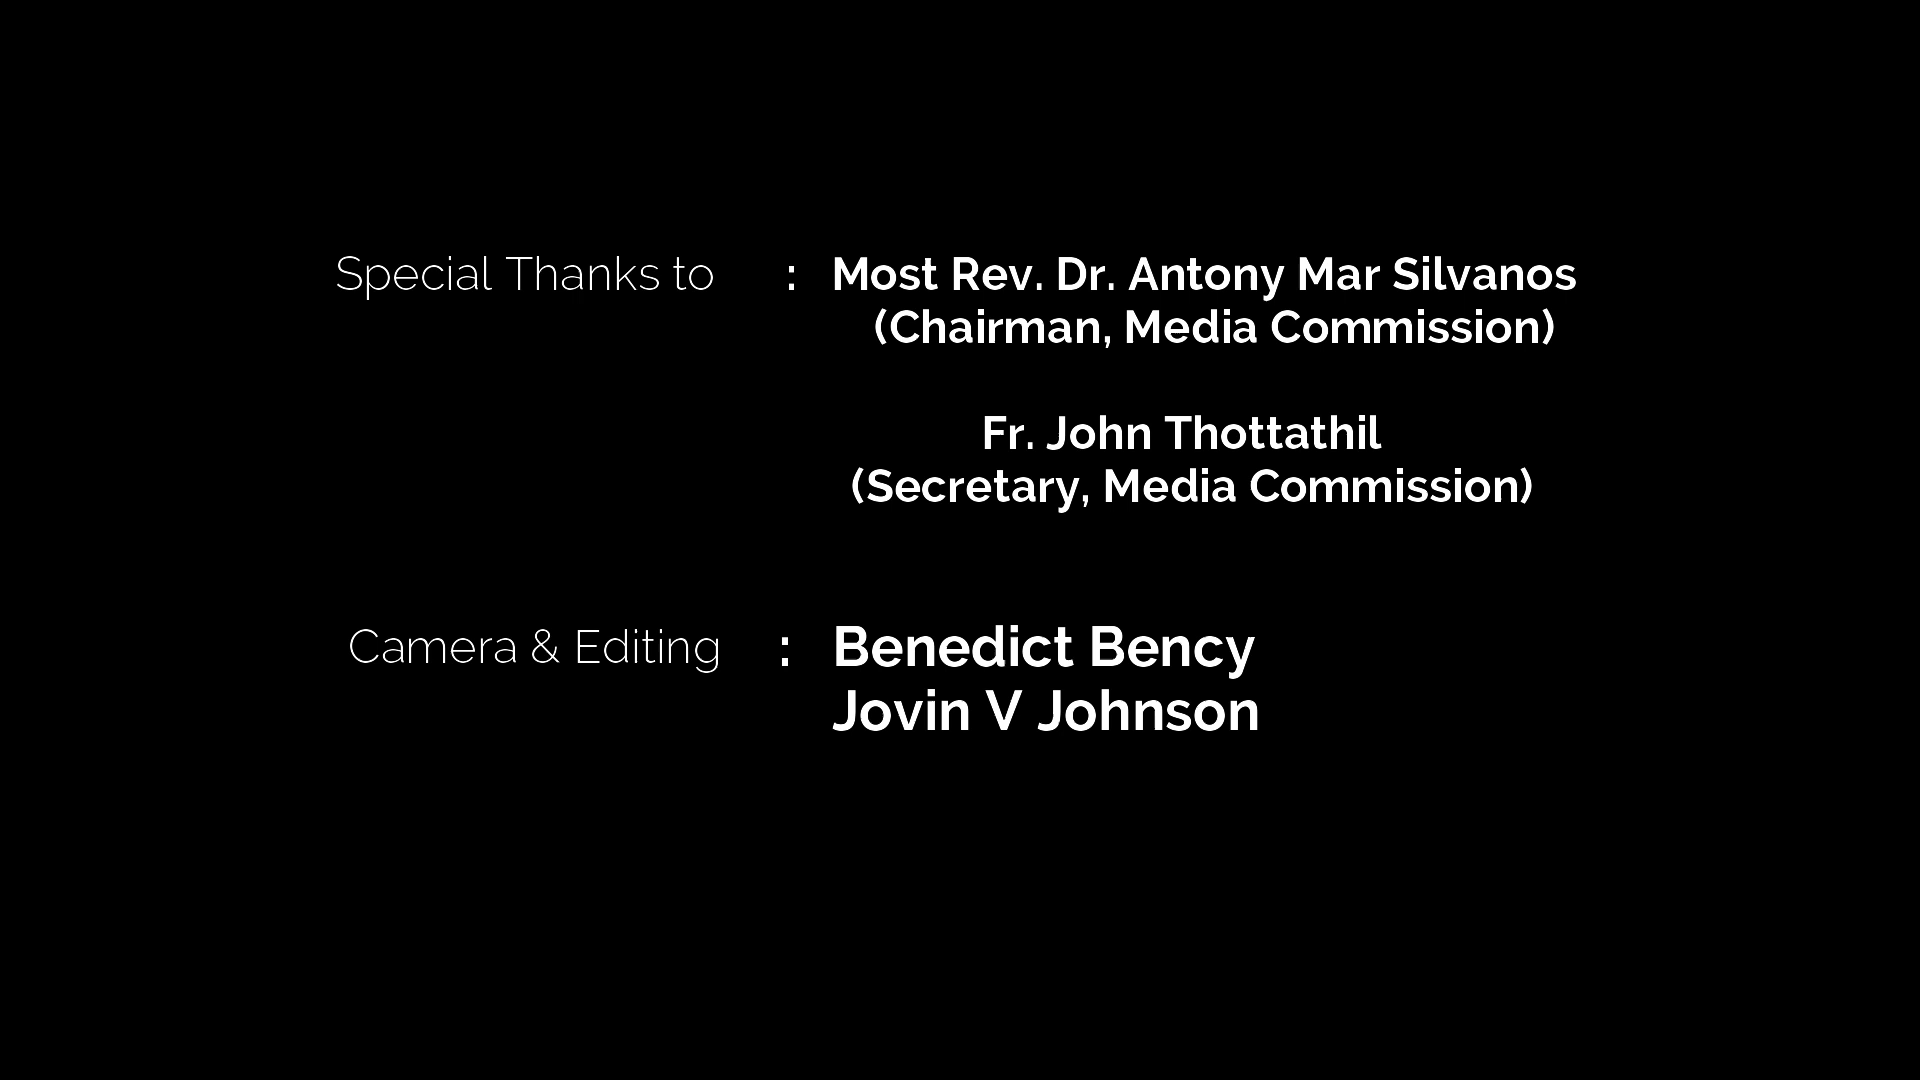 Special Thanks to : Most Rev. Dr. Antony Mar Silvanos
(Chairman, Media Commission)
Fr. John Thottathil
(Secretary, Media Commission)
Camera & Editing : Benedict Bency
Jovin V Johnson